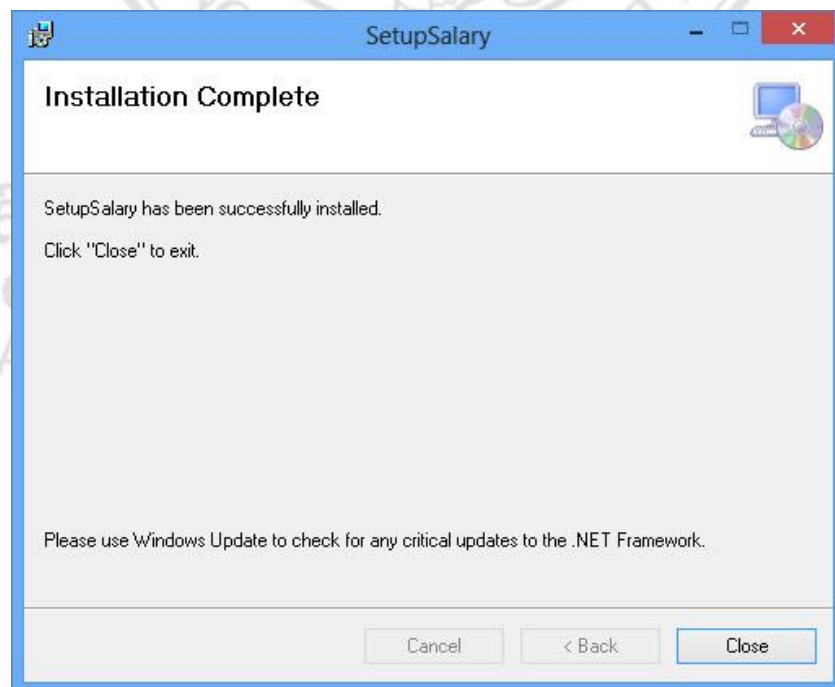 SetupSalary
Installation Complete
SetupSalary has been successfully installed.
Click "Close" to exit.
Please use Windows Update to check for any critical updates to the .NET Framework.
Cancel
< Back
Close